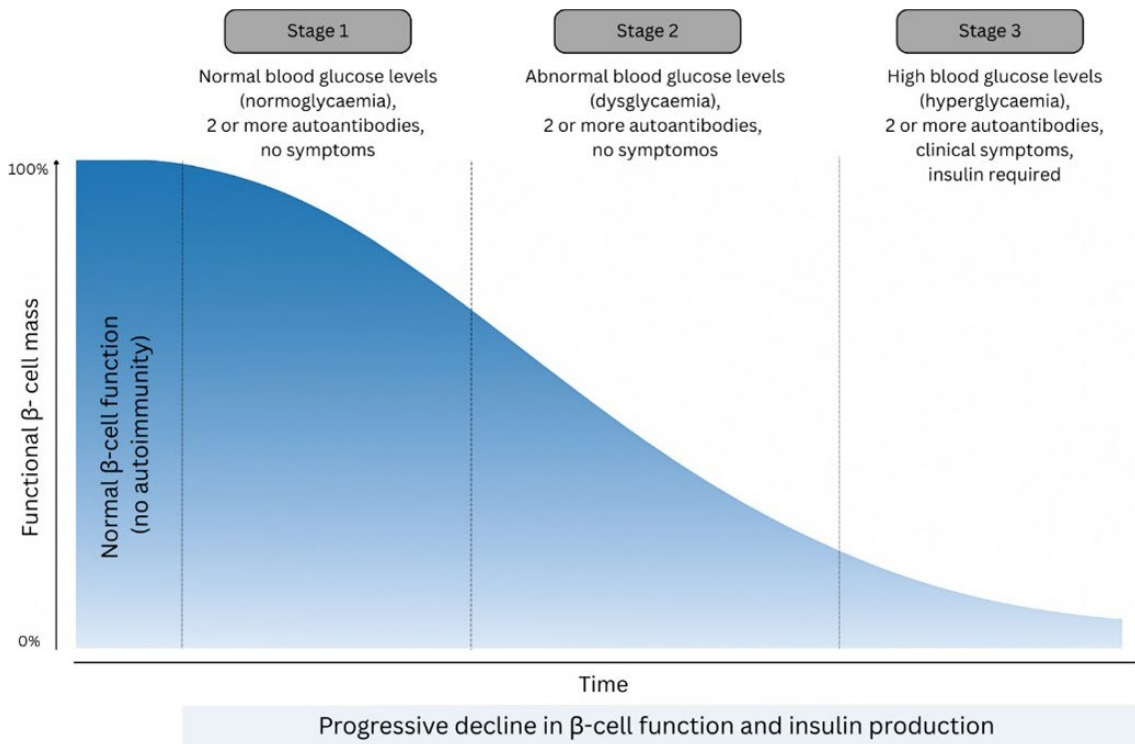 Stage 1
Normal blood glucose levels
(normoglycaemia),
2 or more autoantibodies,
no symptoms
Stage 2
Abnormal blood glucose levels
(dysglycaemia),
2 or more autoantibodies,
no symptomos
Stage 3
High blood glucose levels
(hyperglycaemia),
2 or more autoantibodies,
clinical symptoms,
insulin required
100%
Functional β- cell mass
Normal β-cell function
(no autoimmunity)
0%
Time
Progressive decline in β-cell function and insulin production